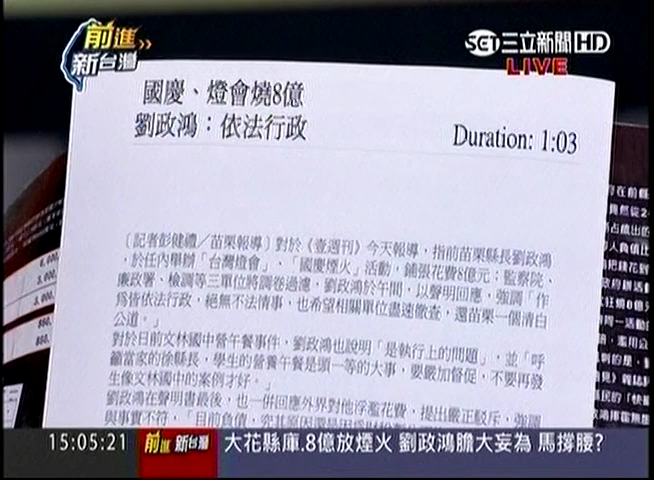 前進
新台灣
SET三立新聞HD
LIVE
國慶、燈會燒8億
劉政鴻：依法行政
Duration: 1:03
〔記者彭健禮／苗栗報導〕對於《壹週刊》今天報導，指前苗栗縣長劉政鴻
，於任內舉辦「台灣燈會」、「國慶煙火」活動，鋪張花費8億元；監察院、
廉政署、檢調等三單位將調卷過濾，劉政鴻於午間，以聲明回應，強調「作
為皆依法行政，絕無不法情事，也希望相關單位盡速徹查，還苗栗一個清白
公道。」
對於日前文林國中營午餐事件，劉政鴻也說明「是執行上的問題」，並「呼
籲當家的徐縣長，學生的營養午餐是頭一等的大事，要嚴加督促，不要再發
生像文林國中的案例才好。」
劉政鴻在聲明書最後，也一併回應外界對他浮濫花費，提出嚴正駁斥，強調
與事實不符，「目前負債，
15:05:21
前進 新台灣
大花縣庫.8億放煙火 劉政鴻膽大妄為 馬撐腰?